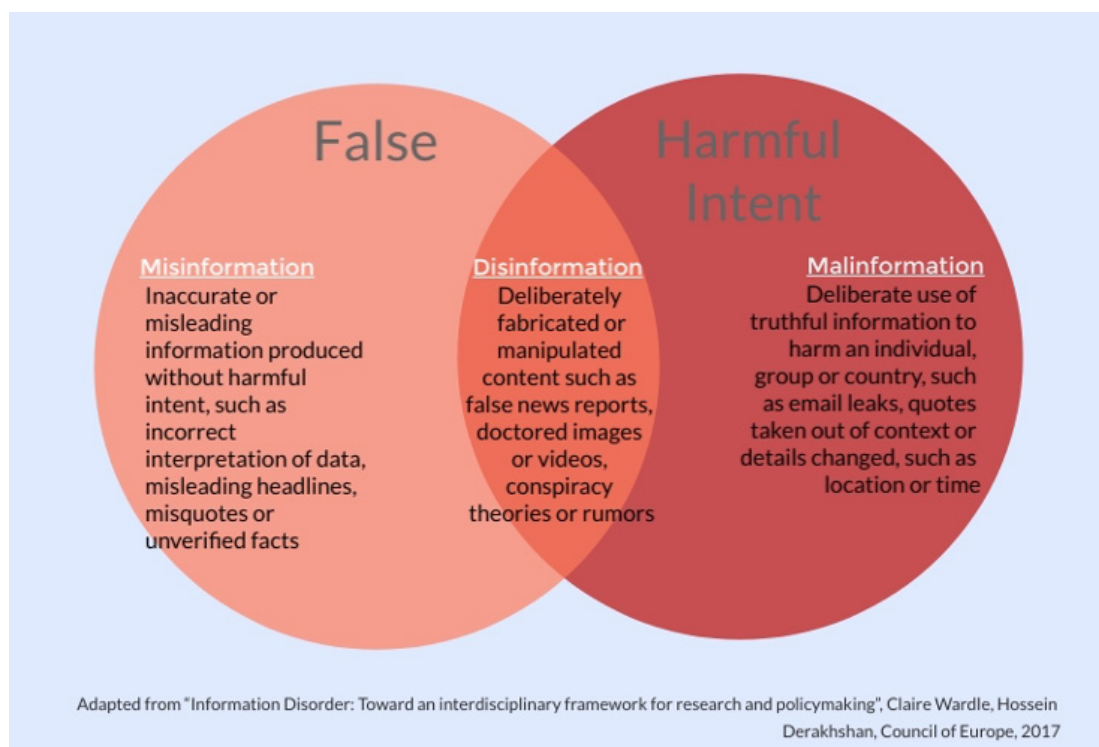 False
Harmful
Intent
Misinformation
Inaccurate or
misleading
information produced
without harmful
intent, such as
incorrect
interpretation of data,
misleading headlines,
misquotes or
unverified facts
Disinformation
Deliberately
fabricated or
manipulated
content such as
false news reports,
doctored images
or videos,
conspiracy
theories or rumors
Malinformation
Deliberate use of
truthful information to
harm an individual,
group or country, such
as email leaks, quotes
taken out of context or
details changed, such as
location or time
Adapted from "Information Disorder: Toward an interdisciplinary framework for research and policymaking", Claire Wardle, Hossein
Derakhshan, Council of Europe, 2017